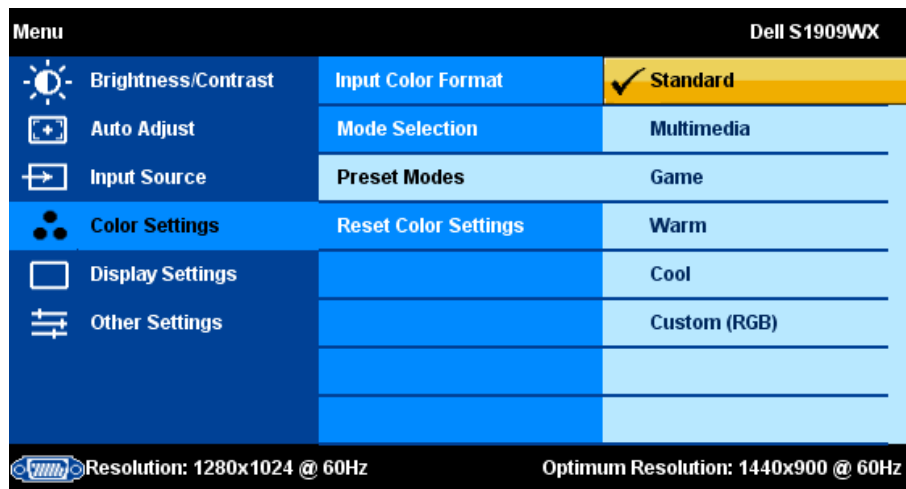 Menu Dell S1909WX
Brightness/Contrast Input Color Format Standard
Auto Adjust Mode Selection Multimedia
Input Source Preset Modes Game
Color Settings Reset Color Settings Warm
Display Settings Cool
Other Settings Custom (RGB)
Resolution: 1280x1024 @ 60Hz Optimum Resolution: 1440x900 @ 60Hz